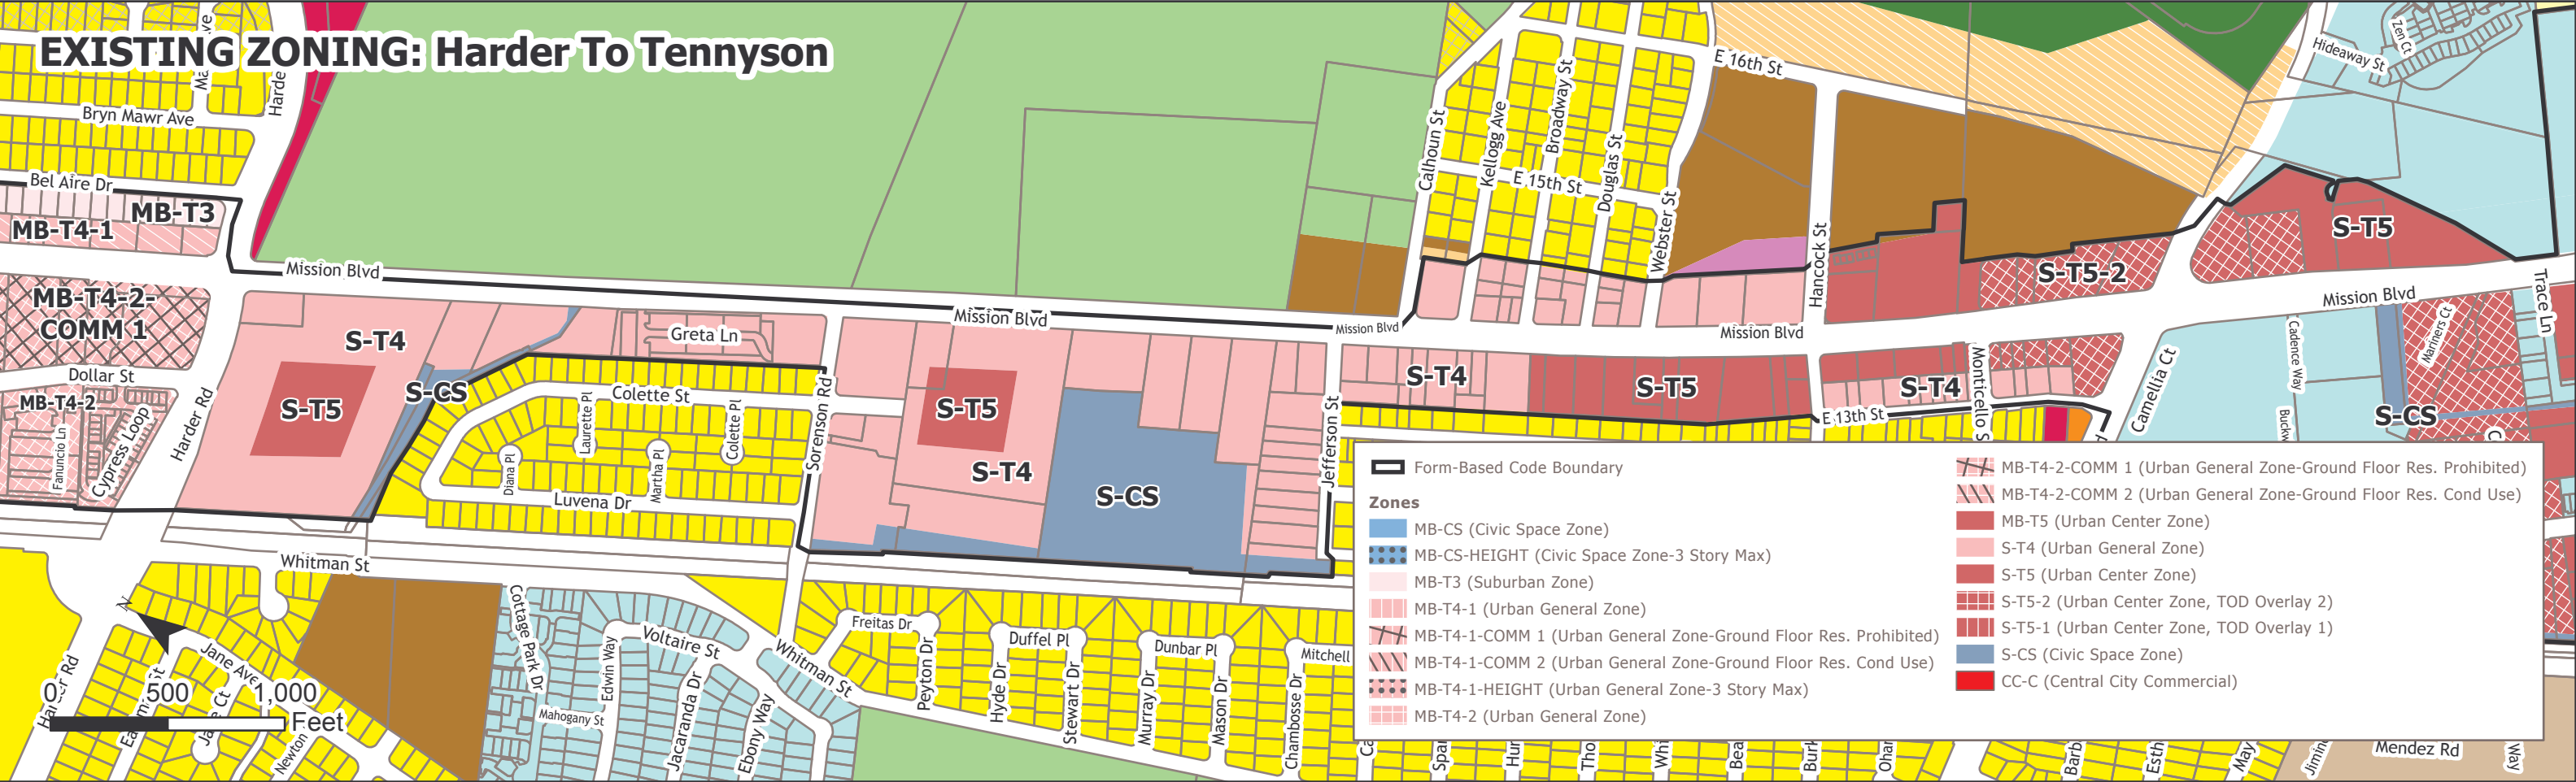 EXISTING ZONING: Harder To Tennyson
Bryn Mawr Ave
Bel Aire Dr
MB-T3
MB-T4-1
Mission Blvd
MB-T4-2-
COMM 1
Dollar St
MB-T4-2
Fanuncio Ln
Cypress Loop
Harder Rd
S-T4
S-T5
S-CS
Greta Ln
Colette St
Laurette Pl
Colette Pl
Diana Pl
Martha Pl
Luvena Dr
Sorenson Rd
Mission Blvd
S-T5
S-T4
S-CS
Jefferson St
Mission Blvd
Calhoun St
Kellogg Ave
Broadway St
Douglas St
E 15th St
Webster St
E 16th St
Hancock St
Mission Blvd
S-T4
S-T5
S-T4
E 13th St
Monticello S
S-T5-2
S-T5
Mission Blvd
Camellia Ct
Hideaway St
Zen Ct
Trace Ln
Cadence Way
Mariners Ct
S-CS
Whitman St
N
Jane Ave
Newton
0
500
1,000
Feet
Cottage Park Dr
Edwin Way
Voltaire St
Mahogany St
Jacaranda Dr
Ebony Way
Whitman St
Freitas Dr
Peyton Dr
Hyde Dr
Duffel Pl
Stewart Dr
Murray Dr
Dunbar Pl
Mason Dr
Chambosse Dr
Mitchell
Form-Based Code Boundary
Zones
MB-CS (Civic Space Zone)
MB-CS-HEIGHT (Civic Space Zone-3 Story Max)
MB-T3 (Suburban Zone)
MB-T4-1 (Urban General Zone)
MB-T4-1-COMM 1 (Urban General Zone-Ground Floor Res. Prohibited)
MB-T4-1-COMM 2 (Urban General Zone-Ground Floor Res. Cond Use)
MB-T4-1-HEIGHT (Urban General Zone-3 Story Max)
MB-T4-2 (Urban General Zone)
MB-T4-2-COMM 1 (Urban General Zone-Ground Floor Res. Prohibited)
MB-T4-2-COMM 2 (Urban General Zone-Ground Floor Res. Cond Use)
MB-T5 (Urban Center Zone)
S-T4 (Urban General Zone)
S-T5 (Urban Center Zone)
S-T5-2 (Urban Center Zone, TOD Overlay 2)
S-T5-1 (Urban Center Zone, TOD Overlay 1)
S-CS (Civic Space Zone)
CC-C (Central City Commercial)
Mendez Rd
Way